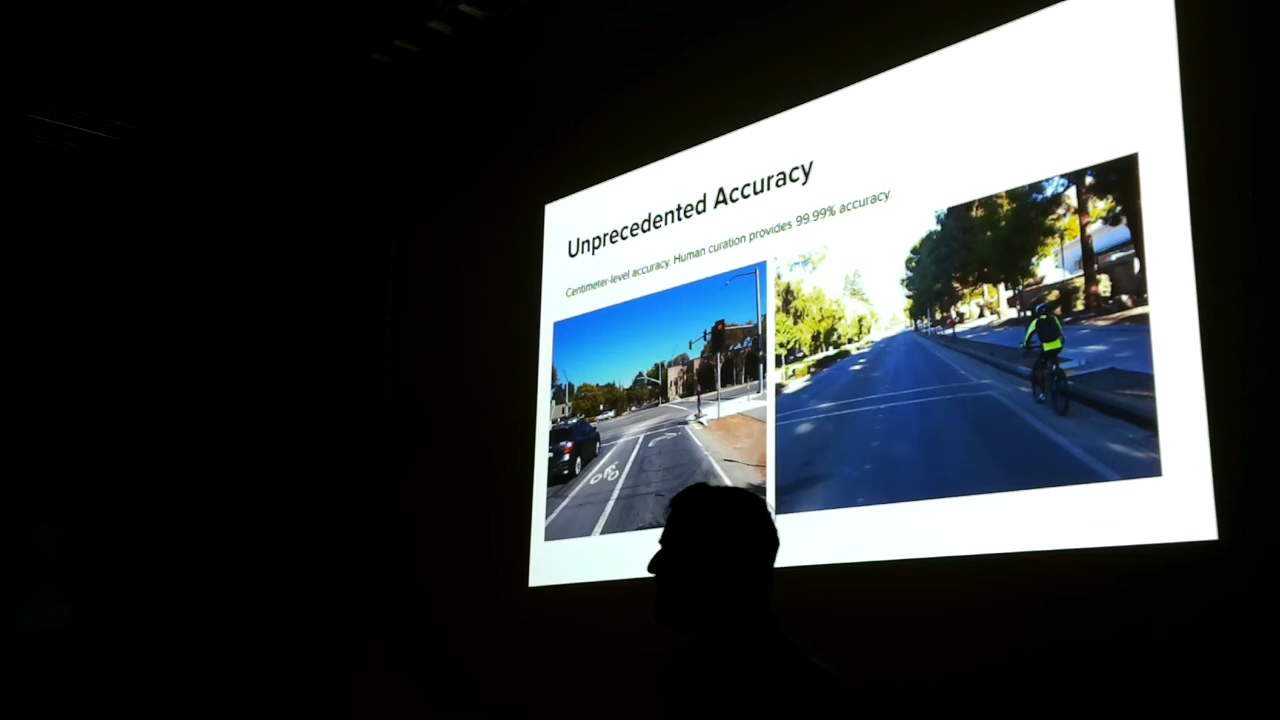 Unprecedented Accuracy
Centimeter-level accuracy. Human curation provides 99.99% accuracy.